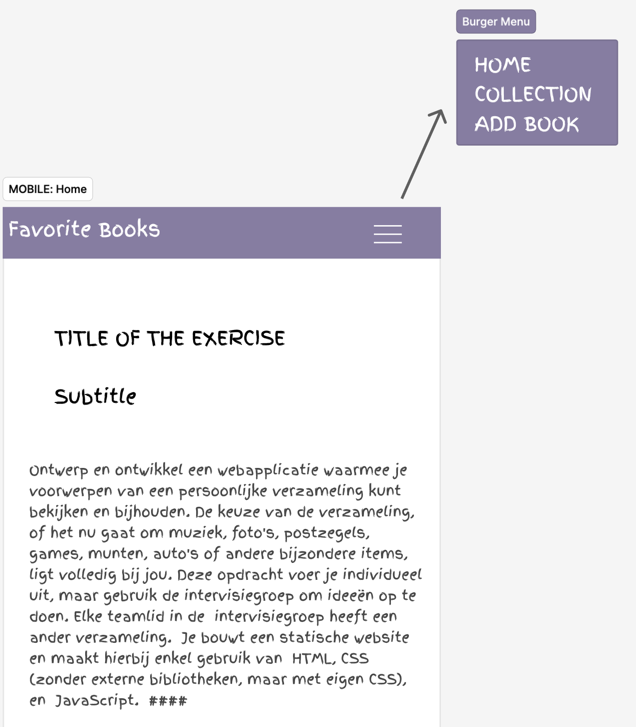 Burger Menu
HOME
COLLECTION
ADD BOOK
MOBILE: Home
Favorite Books
TITLE OF THE EXERCISE
Subtitle
Ontwerp en ontwikkel een webapplicatie waarmee je
voorwerpen van een persoonlijke verzameling kunt
bekijken en bijhouden. De keuze van de verzameling,
of het nu gaat om muziek, foto's, postzegels,
games, munten, auto's of andere bijzondere items,
ligt volledig bij jou. Deze opdracht voer je individueel
uit, maar gebruik de intervisiegroep om ideeën op te
doen. Elke teamlid in de intervisiegroep heeft een
ander verzameling. Je bouwt een statische website
en maakt hierbij enkel gebruik van HTML, CSS
(zonder externe bibliotheken, maar met eigen CSS),
en JavaScript. ####